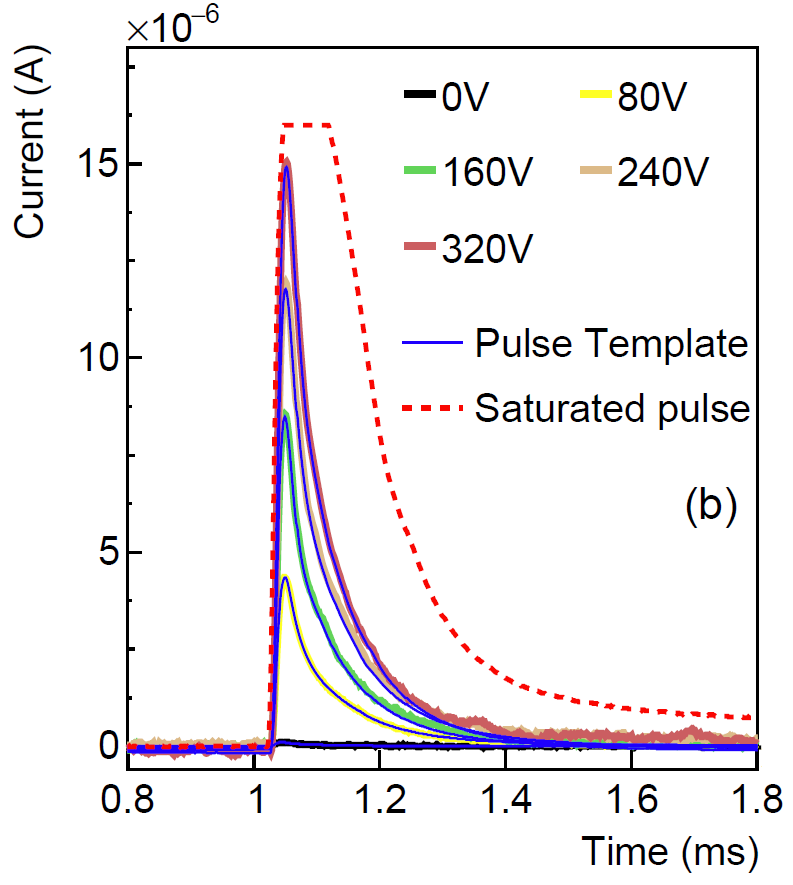 ×10⁻⁶
Current (A)
0V 80V
160V 240V
320V
Pulse Template
Saturated pulse
(b)
15
10
5
0
0.8 1 1.2 1.4 1.6 1.8
Time (ms)